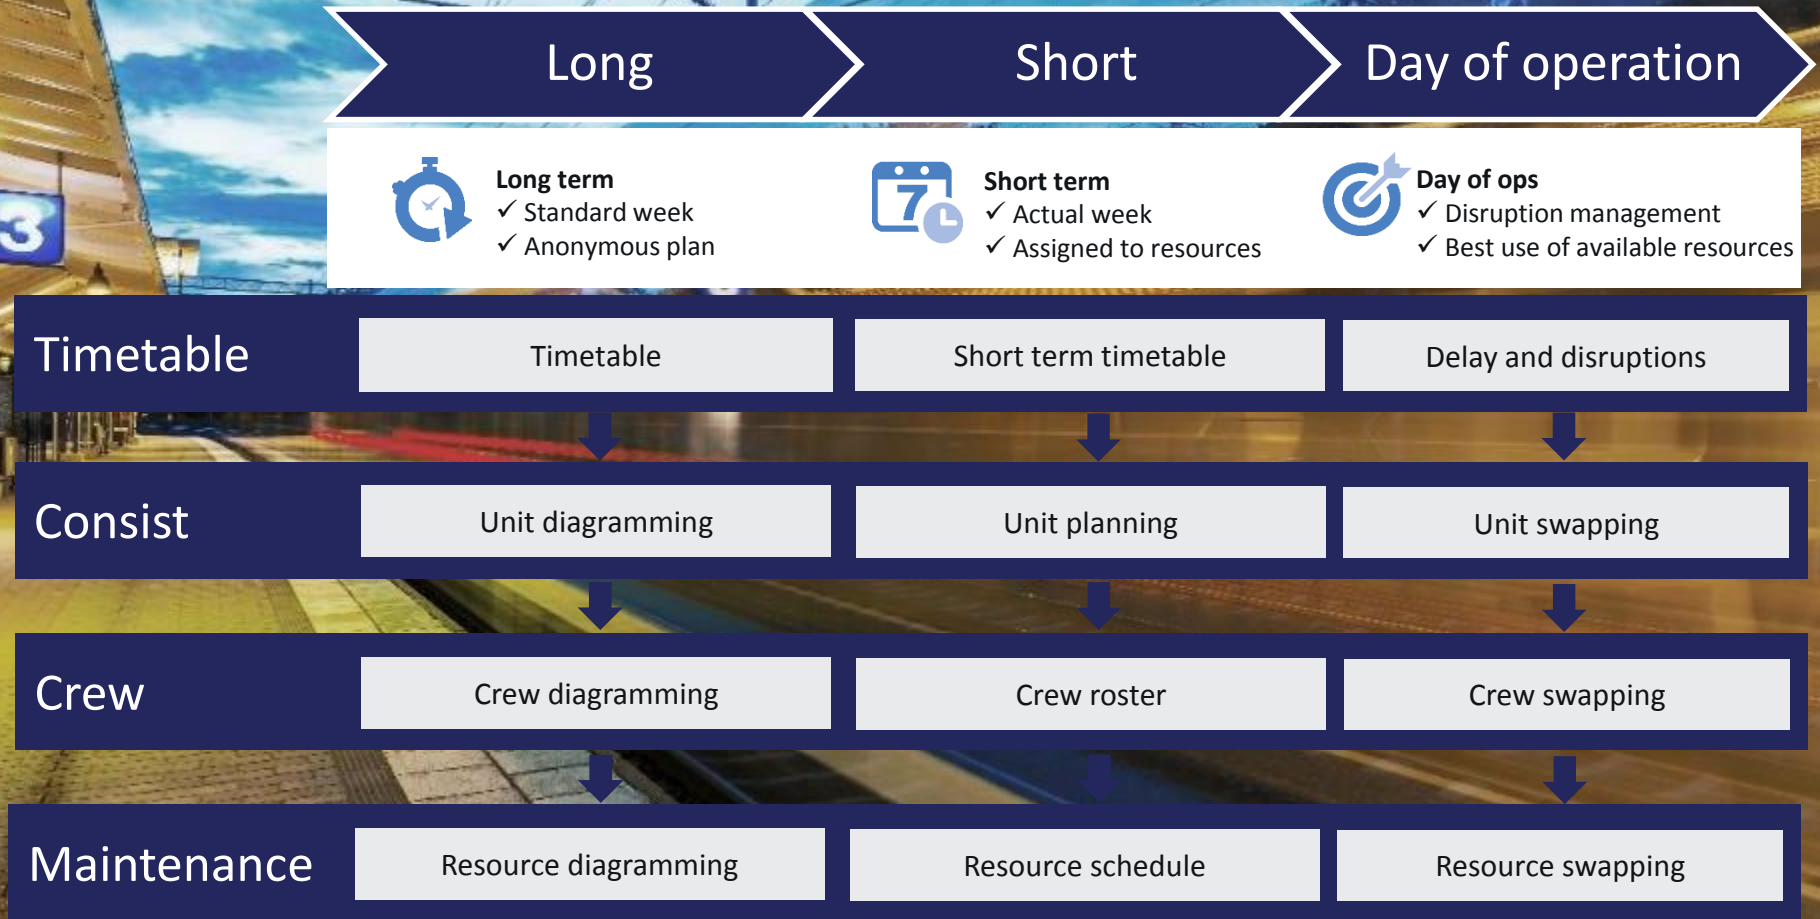 Long
Short
Day of operation
Long term
✓ Standard week
✓ Anonymous plan
7
Short term
✓ Actual week
✓ Assigned to resources
Day of ops
✓ Disruption management
✓ Best use of available resources
3
Timetable
Timetable
Short term timetable
Delay and disruptions
Consist
Unit diagramming
Unit planning
Unit swapping
Crew
Crew diagramming
Crew roster
Crew swapping
Maintenance
Resource diagramming
Resource schedule
Resource swapping